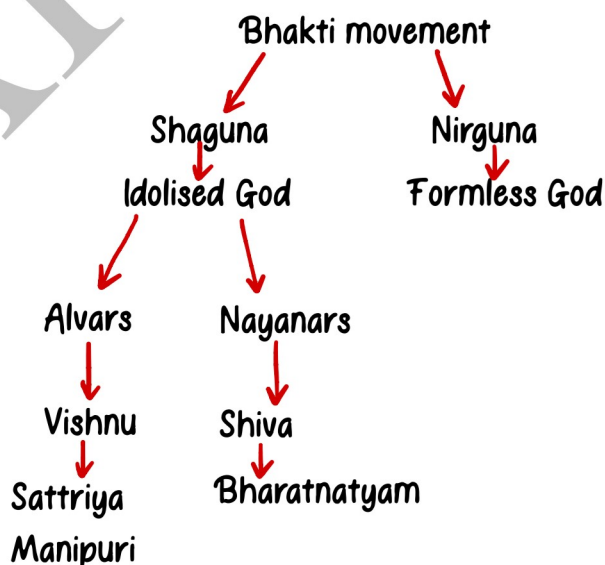 Bhakti movement
Shaguna Nirguna
Idolised God Formless God
Alvars Nayanars
Vishnu Shiva
Sattriya Bharatnatyam
Manipuri